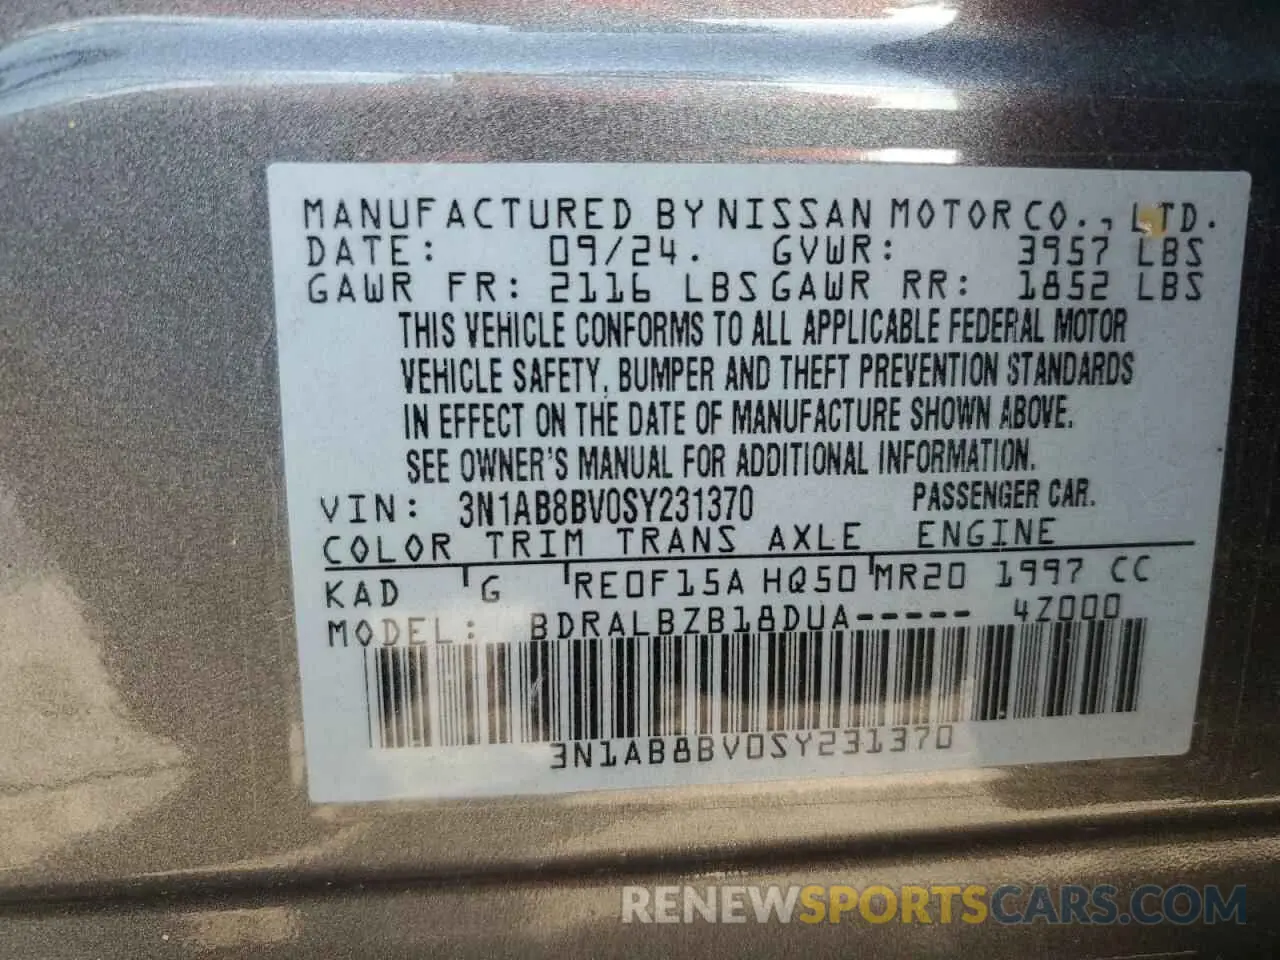 MANUFACTURED BY NISSAN MOTOR CO., LTD.
DATE: 09/24. GVWR: 3957 LBS
GAWR FR: 2116 LBS GAWR RR: 1852 LBS
THIS VEHICLE CONFORMS TO ALL APPLICABLE FEDERAL MOTOR
VEHICLE SAFETY, BUMPER AND THEFT PREVENTION STANDARDS
IN EFFECT ON THE DATE OF MANUFACTURE SHOWN ABOVE.
SEE OWNER'S MANUAL FOR ADDITIONAL INFORMATION.
VIN: 3N1AB8BV0SY231370 PASSENGER CAR.
COLOR TRIM TRANS AXLE ENGINE
KAD G RE0F15A HQ50 MR20 1997 CC
MODEL: BDRALBZB18DUA----- 4Z000
3N1AB8BV0SY231370
RENEWSPORTSCARS.COM